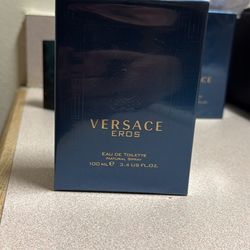 VERSACE
EROS
EAU DE TOILETTE
NATURAL SPRAY
100 ML ℮ 3.4 US FL.OZ.